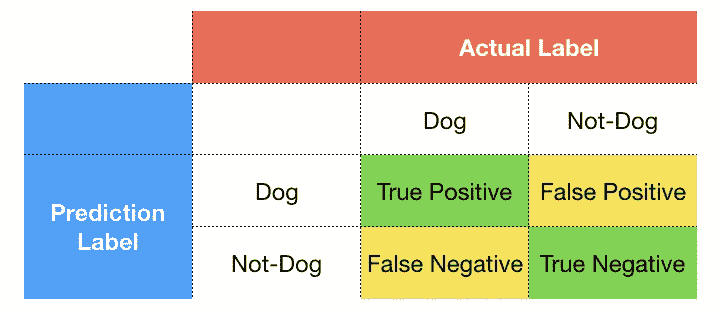 Actual Label
Dog Not-Dog
Prediction
Label
Dog True Positive False Positive
Not-Dog False Negative True Negative